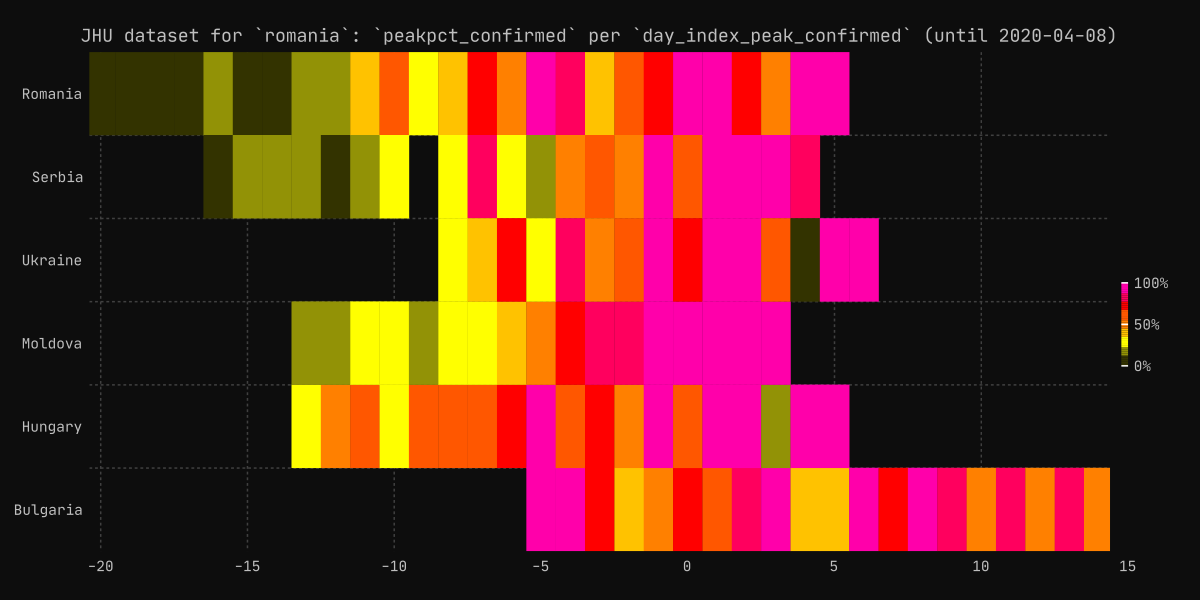 JHU dataset for `romania`: `peakpct_confirmed` per `day_index_peak_confirmed` (until 2020-04-08)
Romania
Serbia
Ukraine
Moldova
Hungary
Bulgaria
100%
50%
0%
−20 −15 −10 −5 0 5 10 15